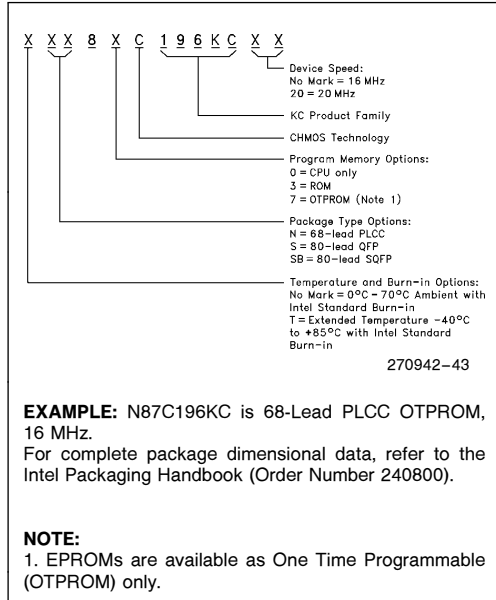 X X X 8 X C 1 9 6 K C X X
Device Speed:
No Mark = 16 MHz
20 = 20 MHz
KC Product Family
CHMOS Technology
Program Memory Options:
0 = CPU only
3 = ROM
7 = OTPROM (Note 1)
Package Type Options:
N = 68-lead PLCC
S = 80-lead QFP
SB = 80-lead SQFP
Temperature and Burn-in Options:
No Mark = 0°C - 70°C Ambient with
Intel Standard Burn-in
T = Extended Temperature -40°C
to +85°C with Intel Standard
Burn-in
270942-43
EXAMPLE: N87C196KC is 68-Lead PLCC OTPROM,
16 MHz.
For complete package dimensional data, refer to the
Intel Packaging Handbook (Order Number 240800).
NOTE:
1. EPROMs are available as One Time Programmable
(OTPROM) only.